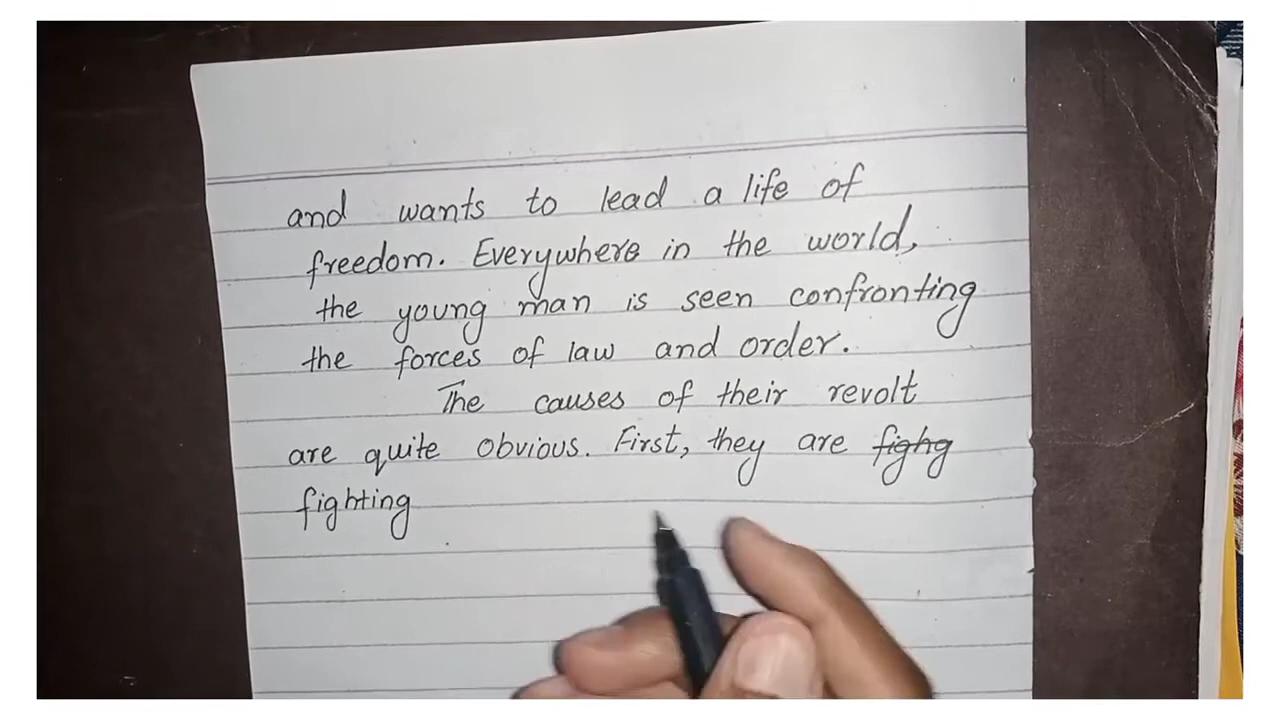 and wants to lead a life of
freedom. Everywhere in the world,
the young man is seen confronting
the forces of law and order.
The causes of their revolt
are quite obvious. First, they are fighg
fighting